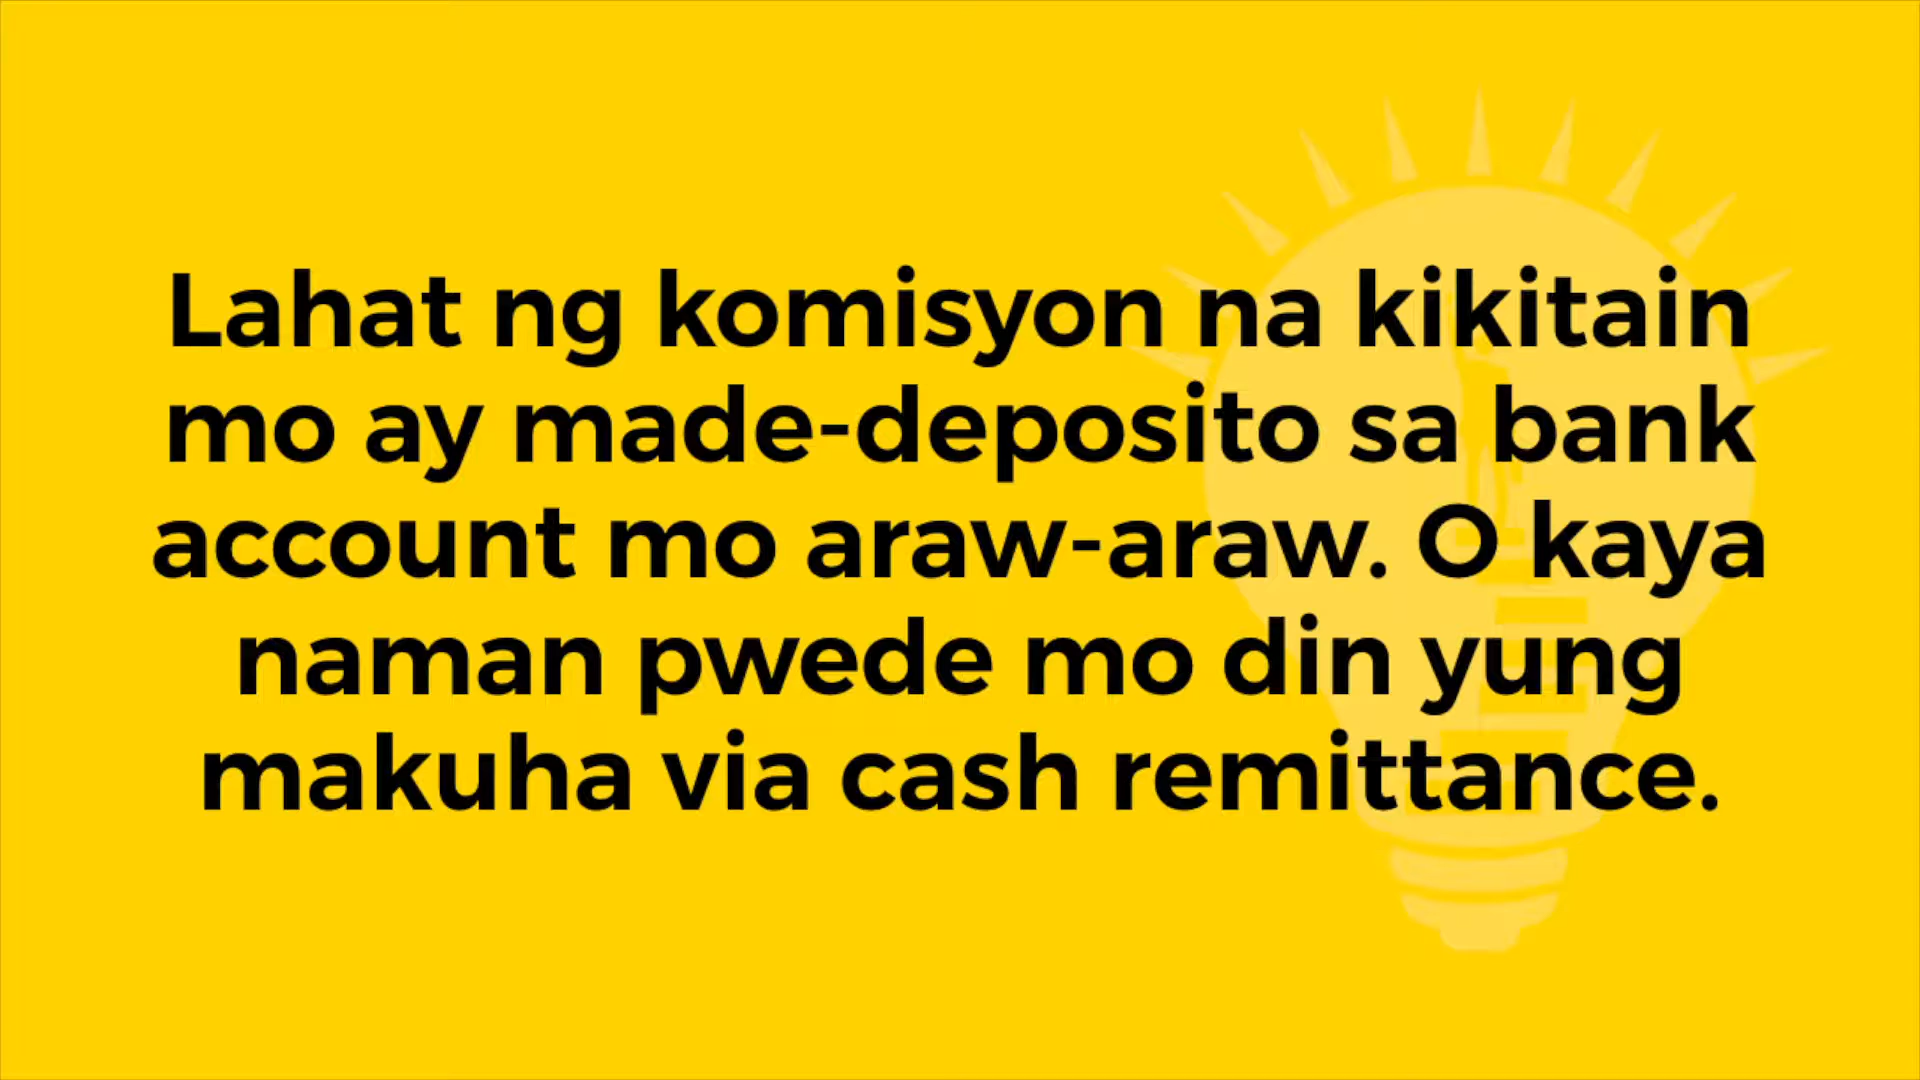 Lahat ng komisyon na kikitain
mo ay made-deposito sa bank
account mo araw-araw. O kaya
naman pwede mo din yung
makuha via cash remittance.